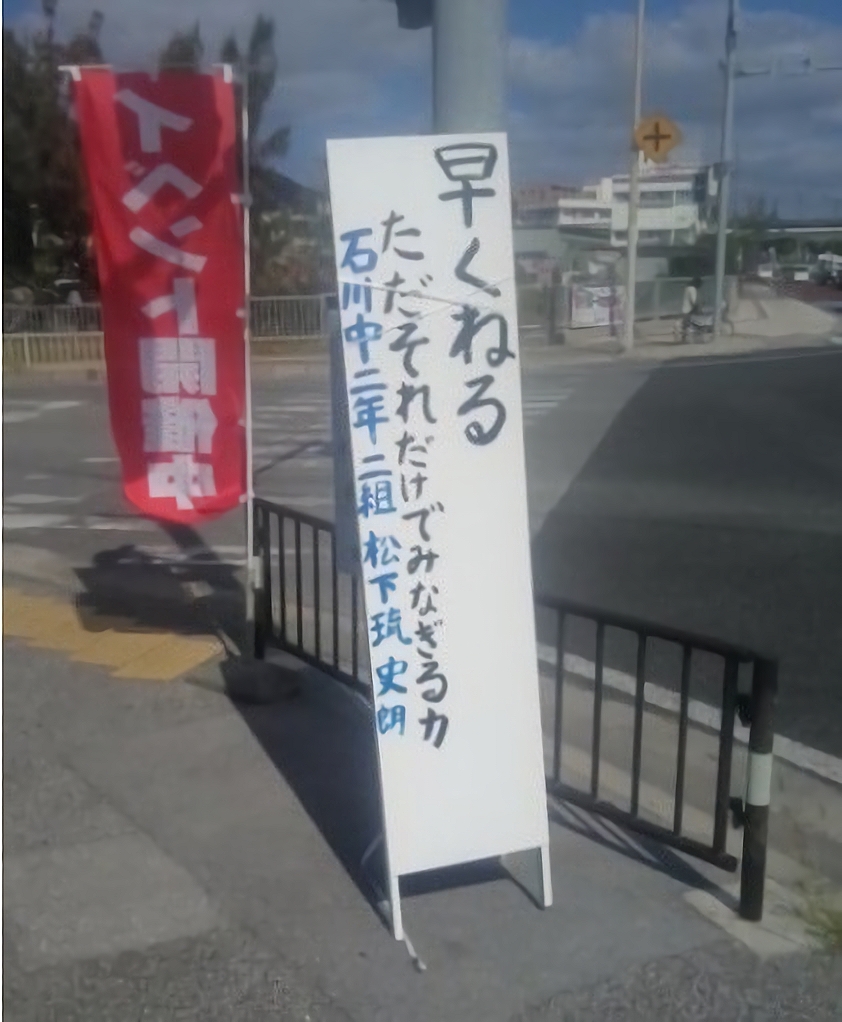 早くねる
ただそれだけでみなぎる力
石川中二年二組 松下琉史朗
イベント開催中